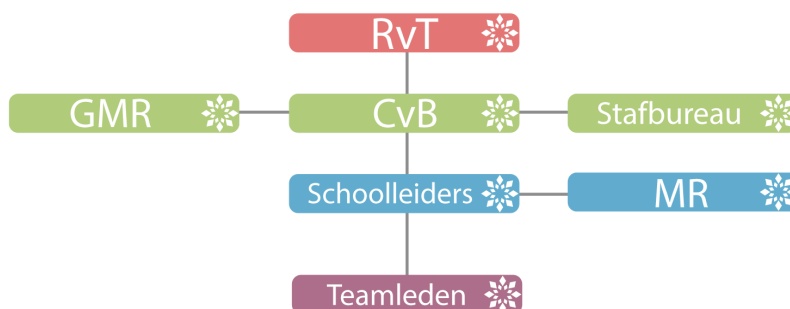 RvT
GMR
CvB
Stafbureau
Schoolleiders
MR
Teamleden